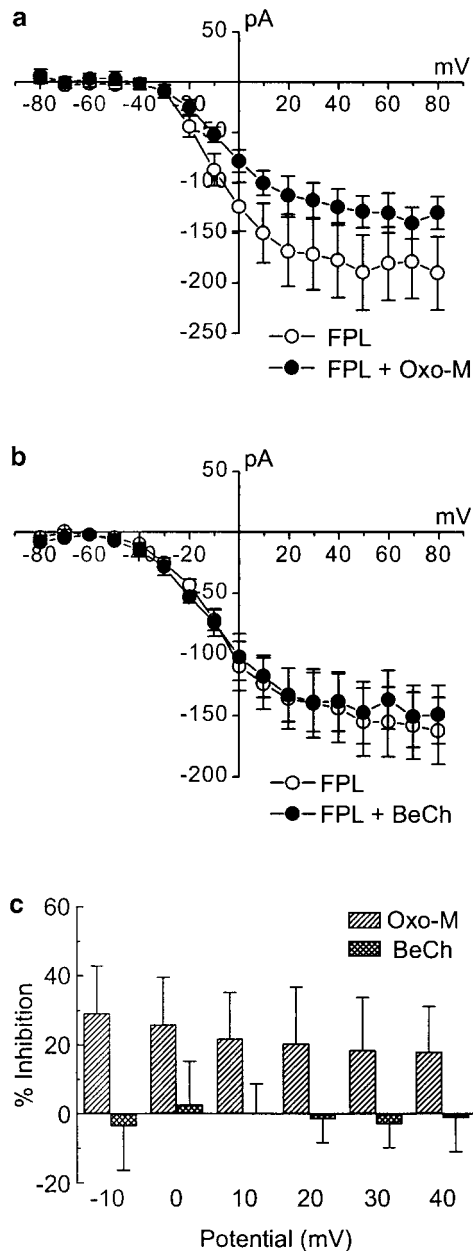 a
50 pA
mV
-80 -60 -40 -20 20 40 60 80
-50
-100
-150
-200
-250
FPL
FPL + Oxo-M
b
50 pA
mV
-80 -60 -40 -20 20 40 60 80
-50
-100
-150
-200
FPL
FPL + BeCh
c
60
40
20
0
-20
% Inhibition
Oxo-M
BeCh
-10 0 10 20 30 40
Potential (mV)